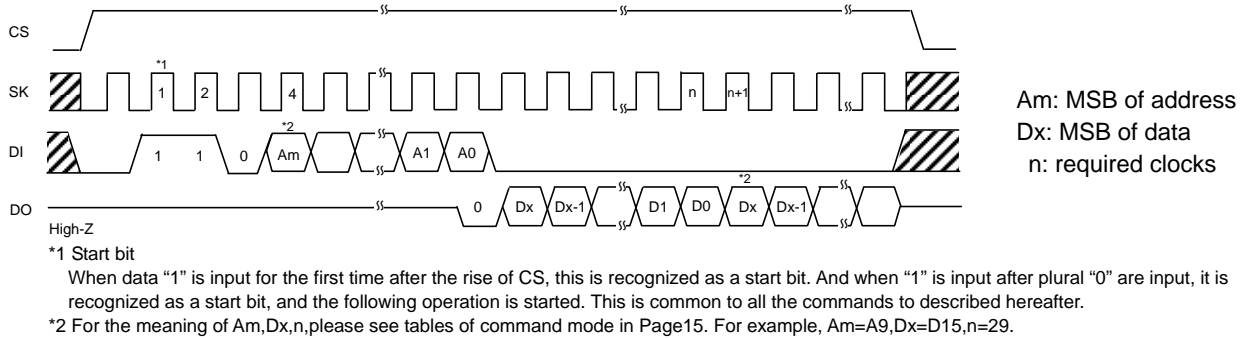 CS
*1
SK 1 2 4 n n+1
*2
DI 1 1 0 Am A1 A0
*2
DO 0 Dx Dx-1 D1 D0 Dx Dx-1
High-Z
Am: MSB of address
Dx: MSB of data
n: required clocks
*1 Start bit
When data “1” is input for the first time after the rise of CS, this is recognized as a start bit. And when “1” is input after plural “0” are input, it is
recognized as a start bit, and the following operation is started. This is common to all the commands to described hereafter.
*2 For the meaning of Am,Dx,n,please see tables of command mode in Page15. For example, Am=A9,Dx=D15,n=29.